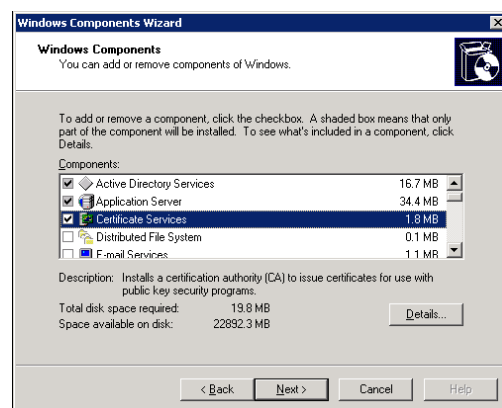 Windows Components Wizard
Windows Components
You can add or remove components of Windows.
To add or remove a component, click the checkbox. A shaded box means that only
part of the component will be installed. To see what's included in a component, click
Details.
Components:
Active Directory Services 16.7 MB
Application Server 34.4 MB
Certificate Services 1.8 MB
Distributed File System 0.1 MB
E-mail Services 1.1 MB
Description: Installs a certification authority (CA) to issue certificates for use with
public key security programs.
Total disk space required: 19.8 MB
Space available on disk: 22892.3 MB
Details...
< Back Next > Cancel Help